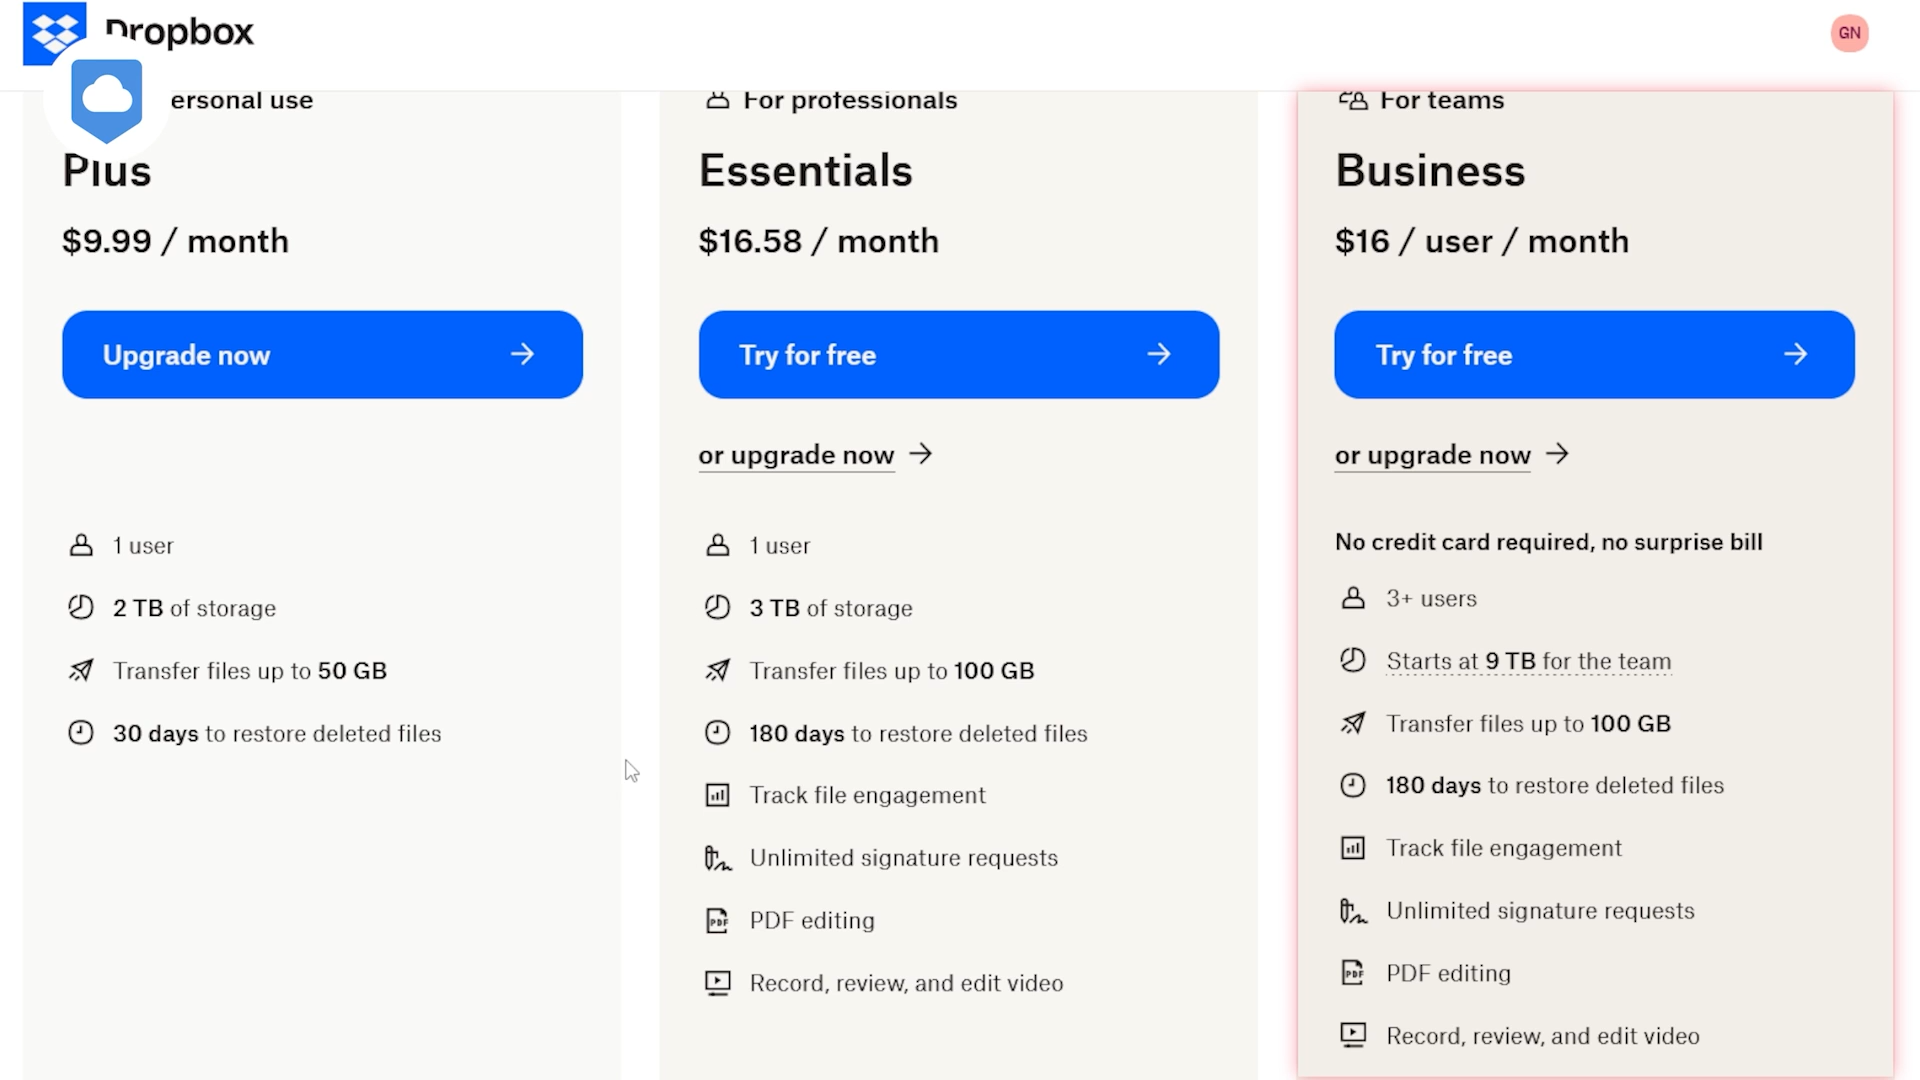 Dropbox
GN
ersonal use
Plus
$9.99 / month
Upgrade now
1 user
2 TB of storage
Transfer files up to 50 GB
30 days to restore deleted files
For professionals
Essentials
$16.58 / month
Try for free
or upgrade now
1 user
3 TB of storage
Transfer files up to 100 GB
180 days to restore deleted files
Track file engagement
Unlimited signature requests
PDF editing
Record, review, and edit video
For teams
Business
$16 / user / month
Try for free
or upgrade now
No credit card required, no surprise bill
3+ users
Starts at 9 TB for the team
Transfer files up to 100 GB
180 days to restore deleted files
Track file engagement
Unlimited signature requests
PDF editing
Record, review, and edit video